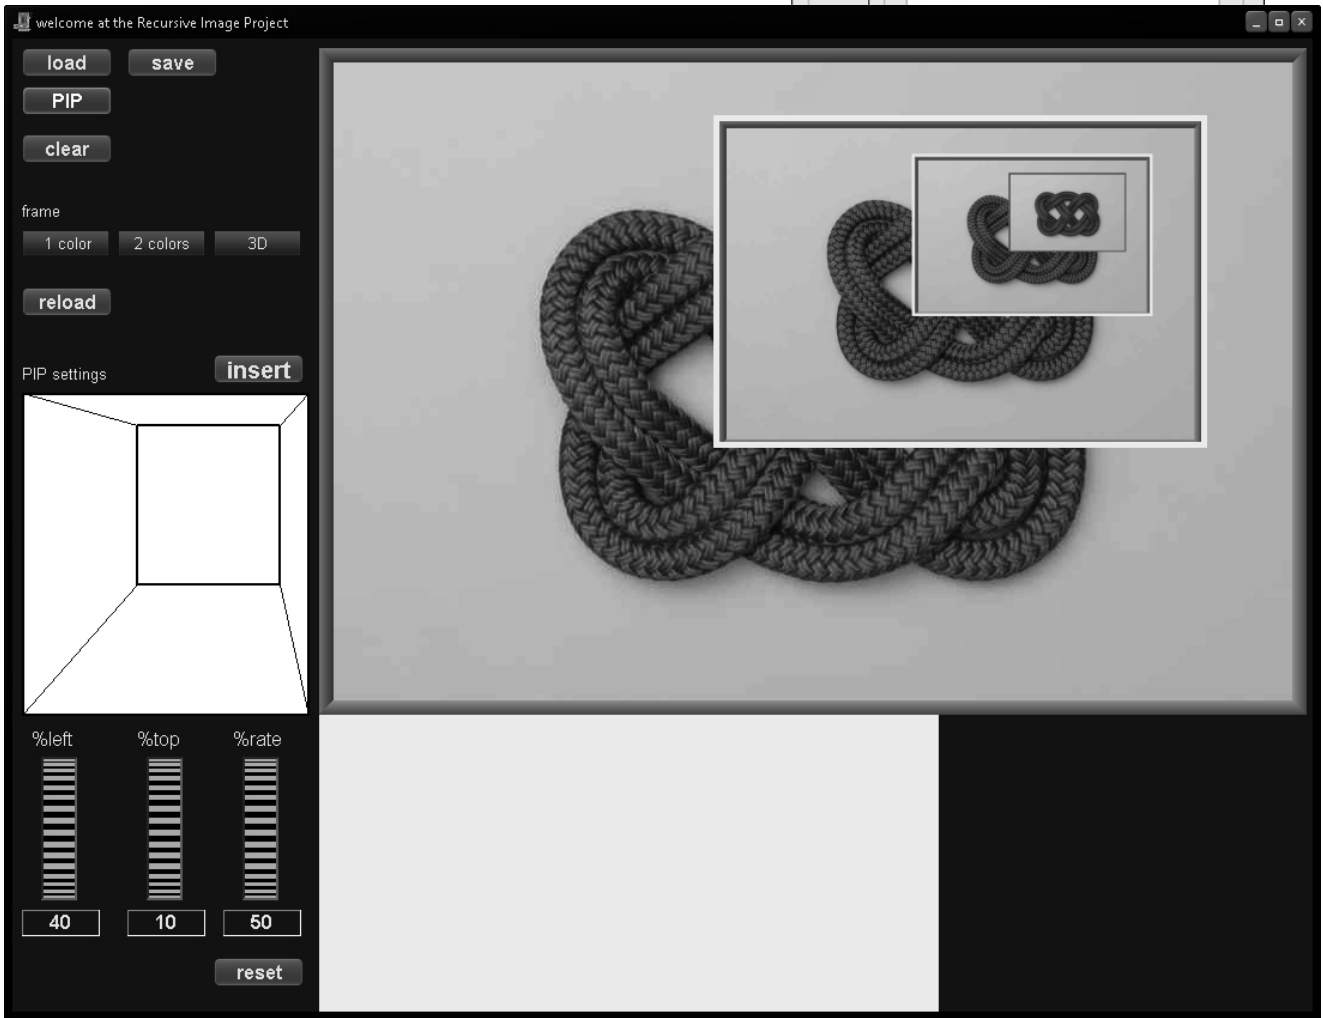 welcome at the Recursive Image Project
load save
PIP
clear
frame
1 color 2 colors 3D
reload
PIP settings insert
%left %top %rate
40 10 50
reset